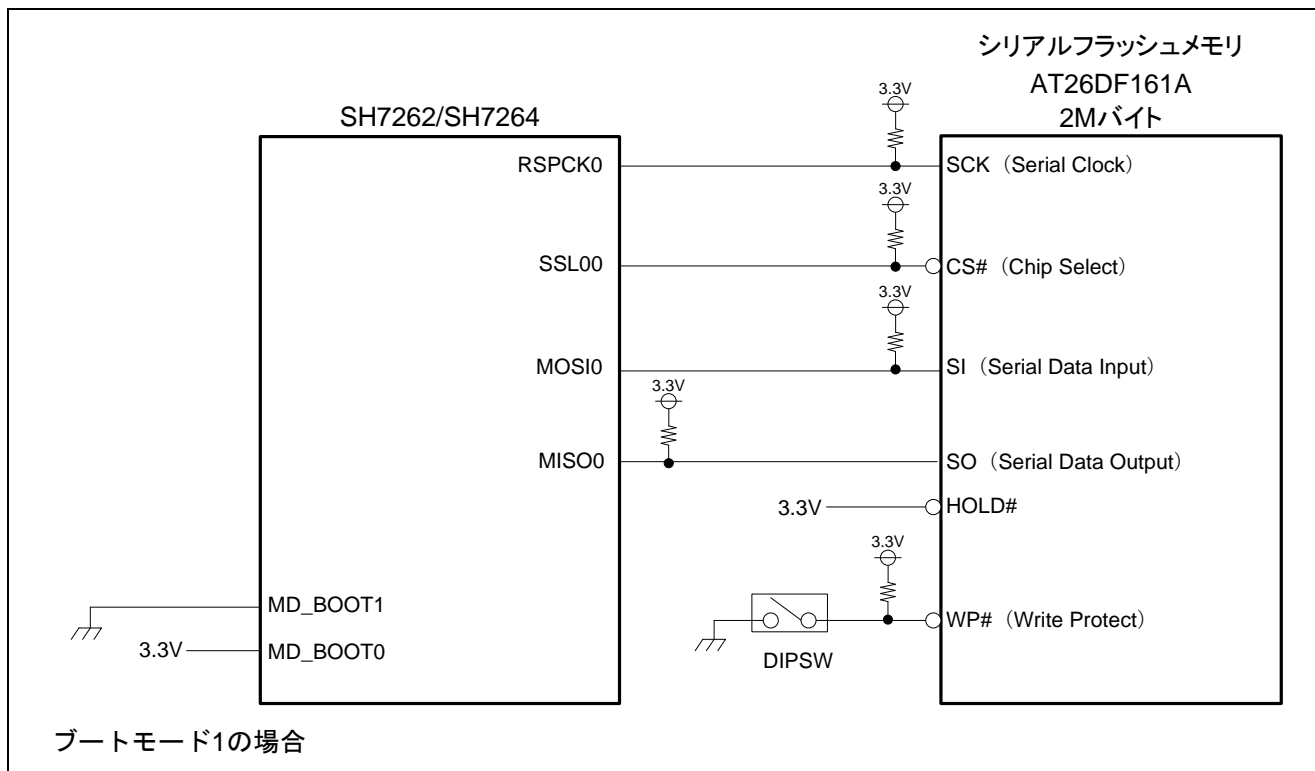 シリアルフラッシュメモリ
AT26DF161A
2Mバイト
SH7262/SH7264
3.3V
RSPCK0
SCK（Serial Clock）
3.3V
SSL00
CS#（Chip Select）
3.3V
MOSI0
SI（Serial Data Input）
3.3V
MISO0
SO（Serial Data Output）
3.3V
HOLD#
3.3V
MD_BOOT1
WP#（Write Protect）
3.3V
MD_BOOT0
DIPSW
ブートモード1の場合